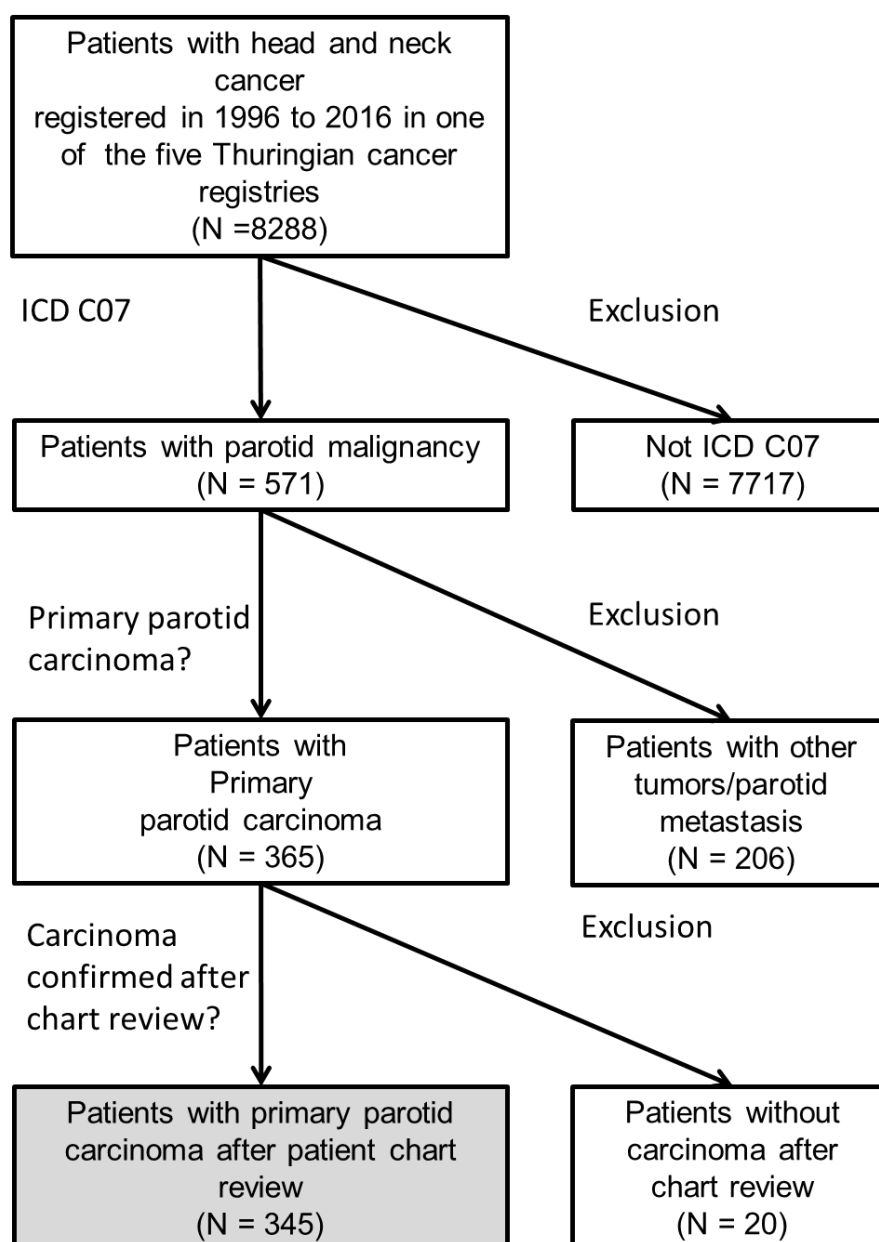 Patients with head and neck
cancer
registered in 1996 to 2016 in one
of the five Thuringian cancer
registries
(N =8288)
ICD C07
Exclusion
Patients with parotid malignancy
(N = 571)
Not ICD C07
(N = 7717)
Primary parotid
carcinoma?
Exclusion
Patients with
Primary
parotid carcinoma
(N = 365)
Patients with other
tumors/parotid
metastasis
(N = 206)
Carcinoma
confirmed after
chart review?
Exclusion
Patients with primary parotid
carcinoma after patient chart
review
(N = 345)
Patients without
carcinoma after
chart review
(N = 20)